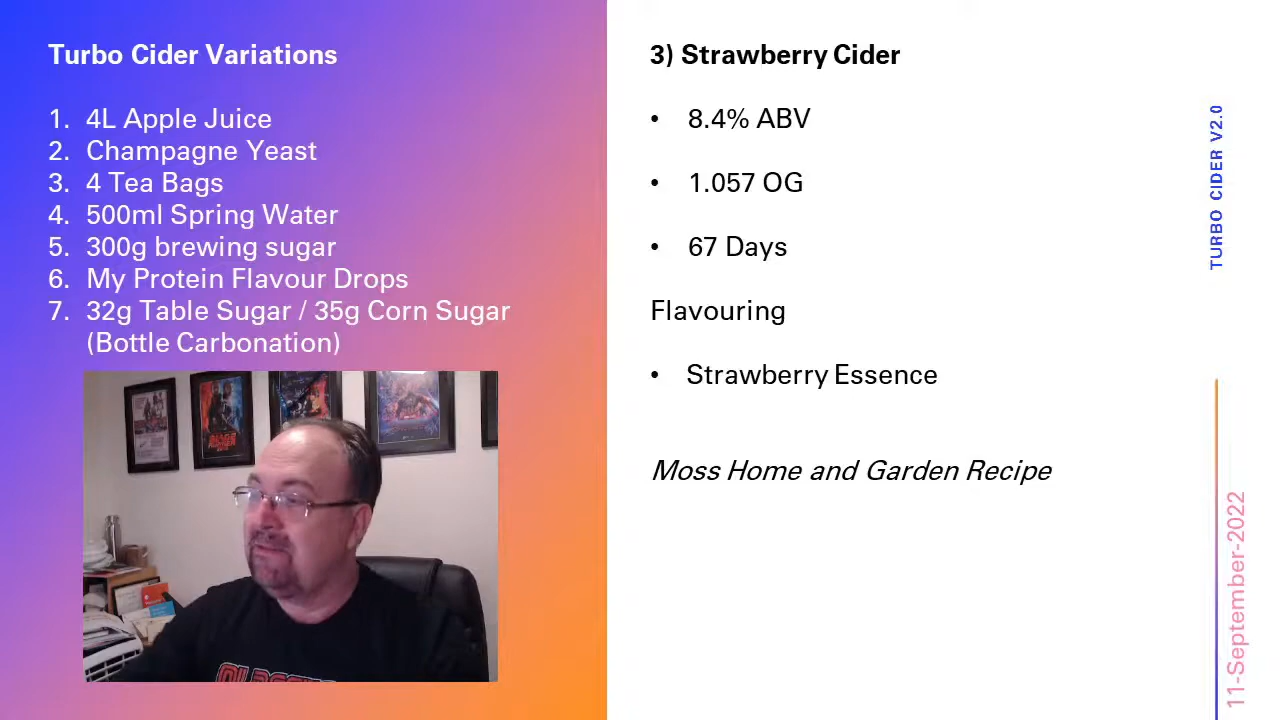 Turbo Cider Variations
1. 4L Apple Juice
2. Champagne Yeast
3. 4 Tea Bags
4. 500ml Spring Water
5. 300g brewing sugar
6. My Protein Flavour Drops
7. 32g Table Sugar / 35g Corn Sugar
(Bottle Carbonation)
3) Strawberry Cider
• 8.4% ABV
• 1.057 OG
• 67 Days
Flavouring
• Strawberry Essence
Moss Home and Garden Recipe
TURBO CIDER V2.0
11-September-2022